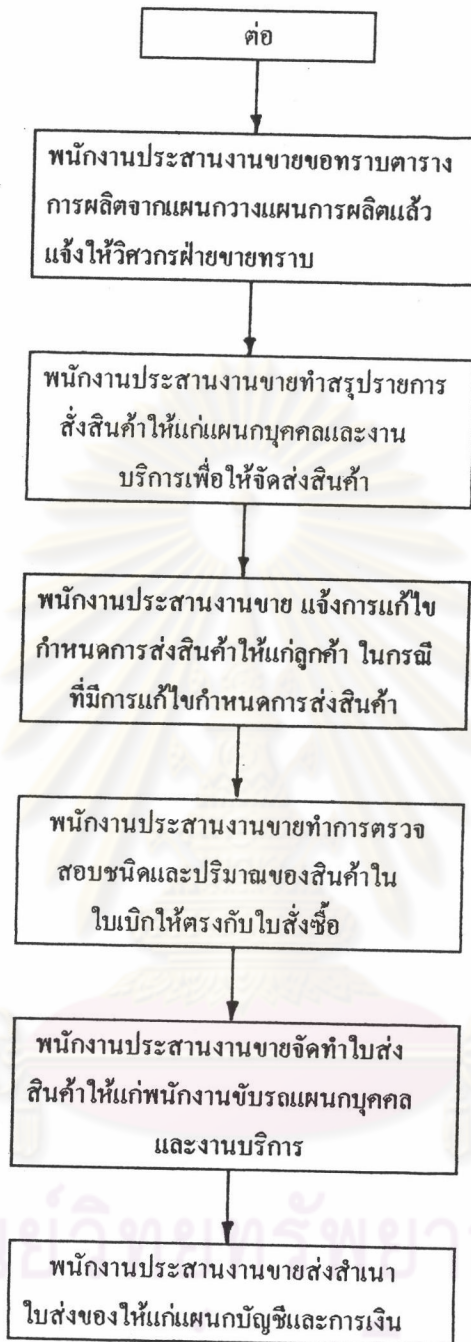 ต่อ
พนักงานประสานงานขายขอทราบตาราง
การผลิตจากแผนกวางแผนการผลิตแล้ว
แจ้งให้วิศวกรฝ่ายขายทราบ
พนักงานประสานงานขายทำสรุปรายการ
สั่งสินค้าให้แก่แผนกบุคคลและงาน
บริการเพื่อให้จัดส่งสินค้า
พนักงานประสานงานขาย แจ้งการแก้ไข
กำหนดการส่งสินค้าให้แก่ลูกค้า ในกรณี
ที่มีการแก้ไขกำหนดการส่งสินค้า
พนักงานประสานงานขายทำการตรวจ
สอบชนิดและปริมาณของสินค้าใน
ใบเบิกให้ตรงกับใบสั่งซื้อ
พนักงานประสานงานขายจัดทำใบส่ง
สินค้าให้แก่พนักงานขับรถแผนกบุคคล
และงานบริการ
พนักงานประสานงานขายส่งสำเนา
ใบส่งของให้แก่แผนกบัญชีและการเงิน